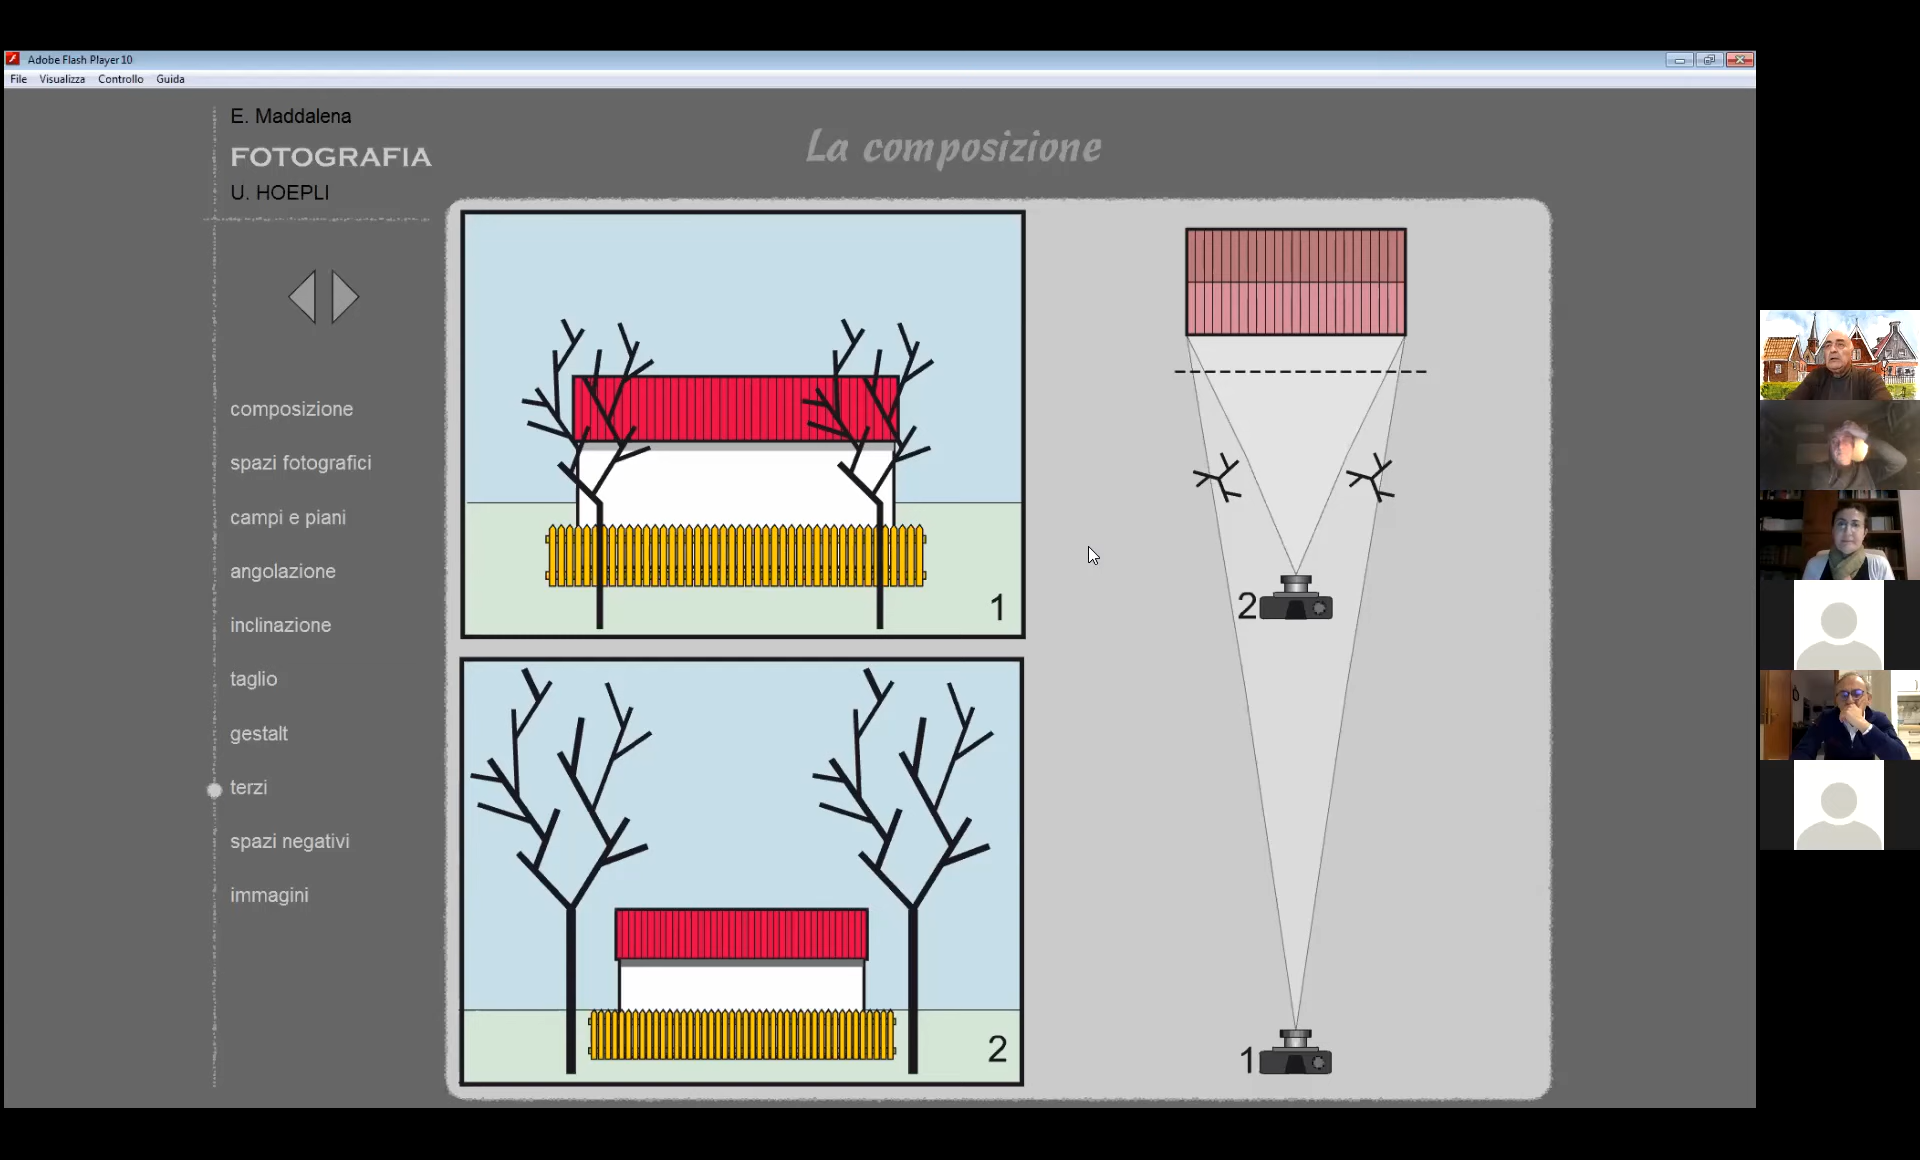 Adobe Flash Player 10
File Visualizza Controllo Guida
E. Maddalena
FOTOGRAFIA
U. HOEPLI
La composizione
composizione
spazi fotografici
campi e piani
angolazione
inclinazione
taglio
gestalt
terzi
spazi negativi
immagini
1
2
2
1